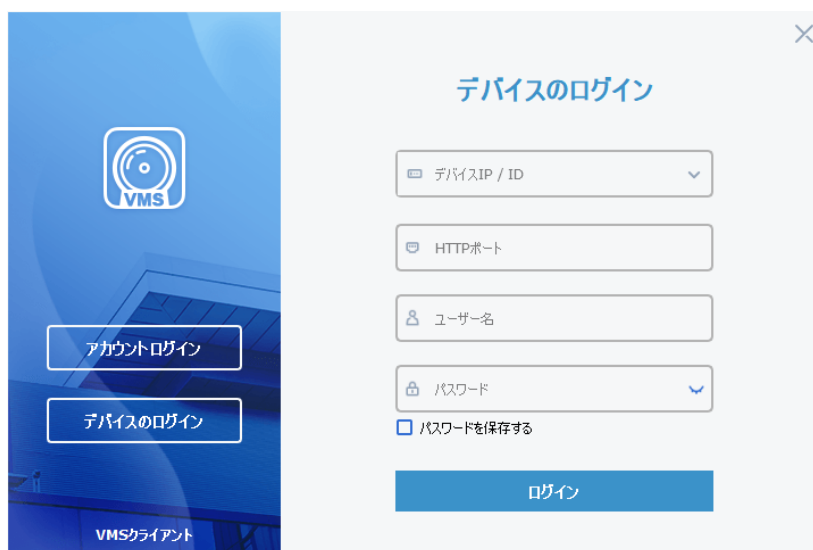 VMS
アカウントログイン
デバイスのログイン
VMSクライアント
デバイスのログイン
デバイスIP / ID
HTTPポート
ユーザー名
パスワード
パスワードを保存する
ログイン